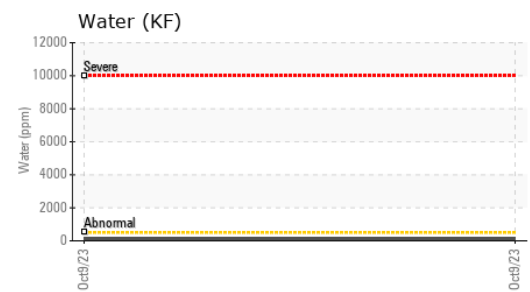 Water (KF)
12000
10000
8000
6000
4000
2000
0
Water (ppm)
Severe
Abnormal
Oct9/23
Oct9/23